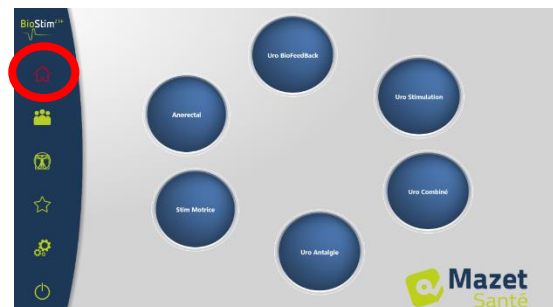 BioStim
Uro BioFeedBack
Anorectal
Uro Stimulation
Stim Motrice
Uro Combiné
Uro Antalgie
Mazet
Santé